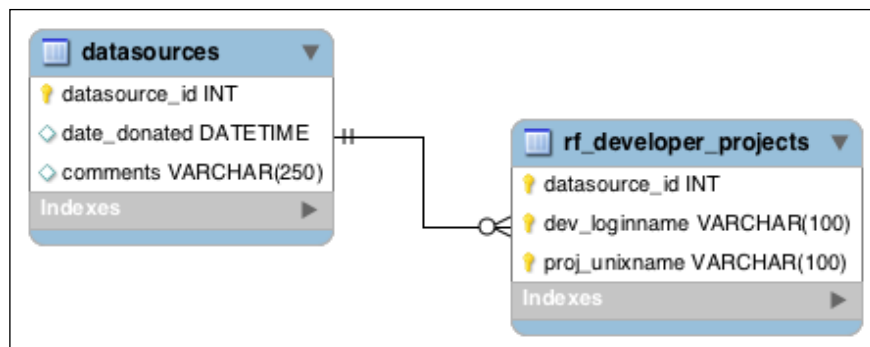 datasources
datasource_id INT
date_donated DATETIME
comments VARCHAR(250)
Indexes
rf_developer_projects
datasource_id INT
dev_loginname VARCHAR(100)
proj_unixname VARCHAR(100)
Indexes